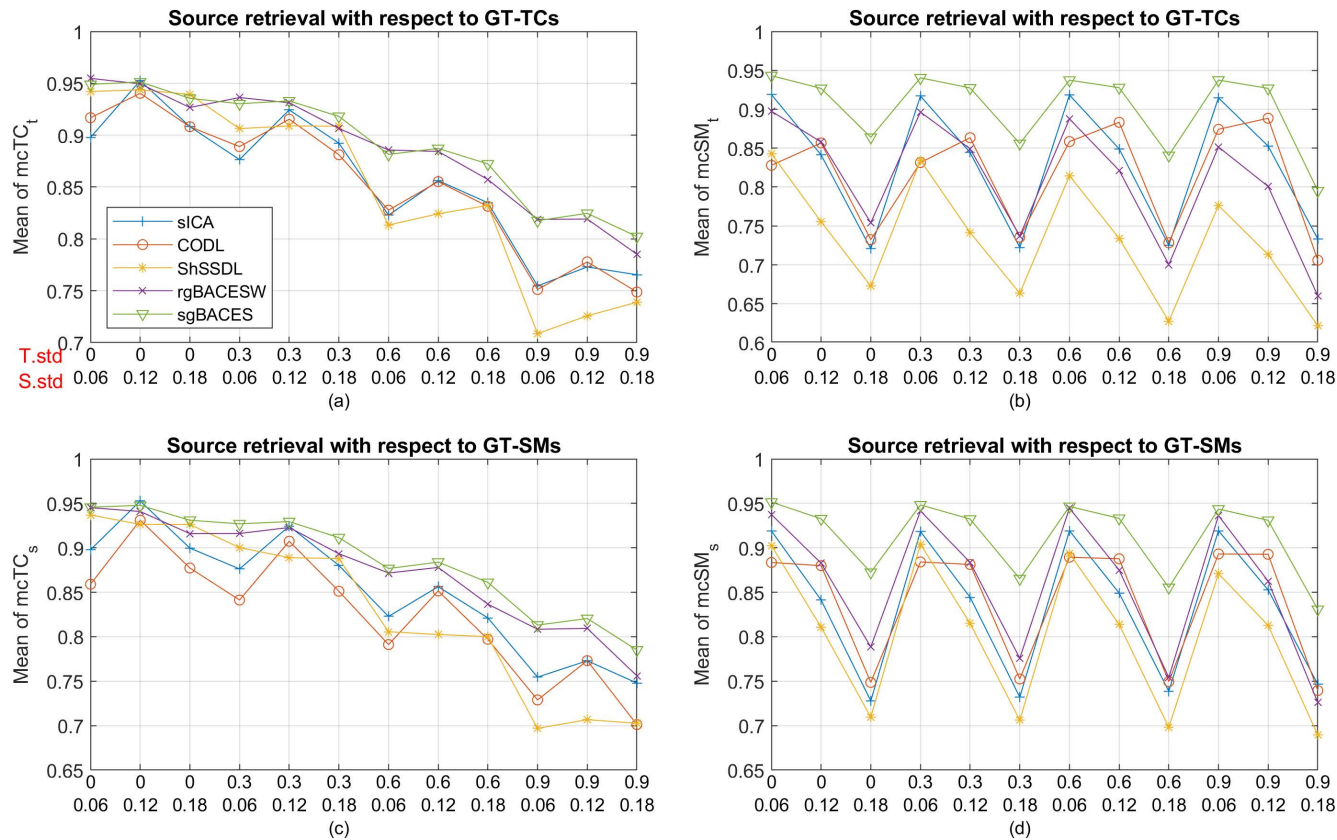 Source retrieval with respect to GT-TCs
Mean of mcTC_t
1
0.95
0.9
0.85
0.8
0.75
0.7
sICA
CODL
ShSSDL
rgBACESW
sgBACES
T.std
0 0 0 0.3 0.3 0.3 0.6 0.6 0.6 0.9 0.9 0.9
S.std
0.06 0.12 0.18 0.06 0.12 0.18 0.06 0.12 0.18 0.06 0.12 0.18
(a)
Source retrieval with respect to GT-TCs
Mean of mcSM_t
1
0.95
0.9
0.85
0.8
0.75
0.7
0.65
0.6
0 0 0 0.3 0.3 0.3 0.6 0.6 0.6 0.9 0.9 0.9
0.06 0.12 0.18 0.06 0.12 0.18 0.06 0.12 0.18 0.06 0.12 0.18
(b)
Source retrieval with respect to GT-SMs
Mean of mcTC_s
1
0.95
0.9
0.85
0.8
0.75
0.7
0.65
0 0 0 0.3 0.3 0.3 0.6 0.6 0.6 0.9 0.9 0.9
0.06 0.12 0.18 0.06 0.12 0.18 0.06 0.12 0.18 0.06 0.12 0.18
(c)
Source retrieval with respect to GT-SMs
Mean of mcSM_s
1
0.95
0.9
0.85
0.8
0.75
0.7
0.65
0 0 0 0.3 0.3 0.3 0.6 0.6 0.6 0.9 0.9 0.9
0.06 0.12 0.18 0.06 0.12 0.18 0.06 0.12 0.18 0.06 0.12 0.18
(d)